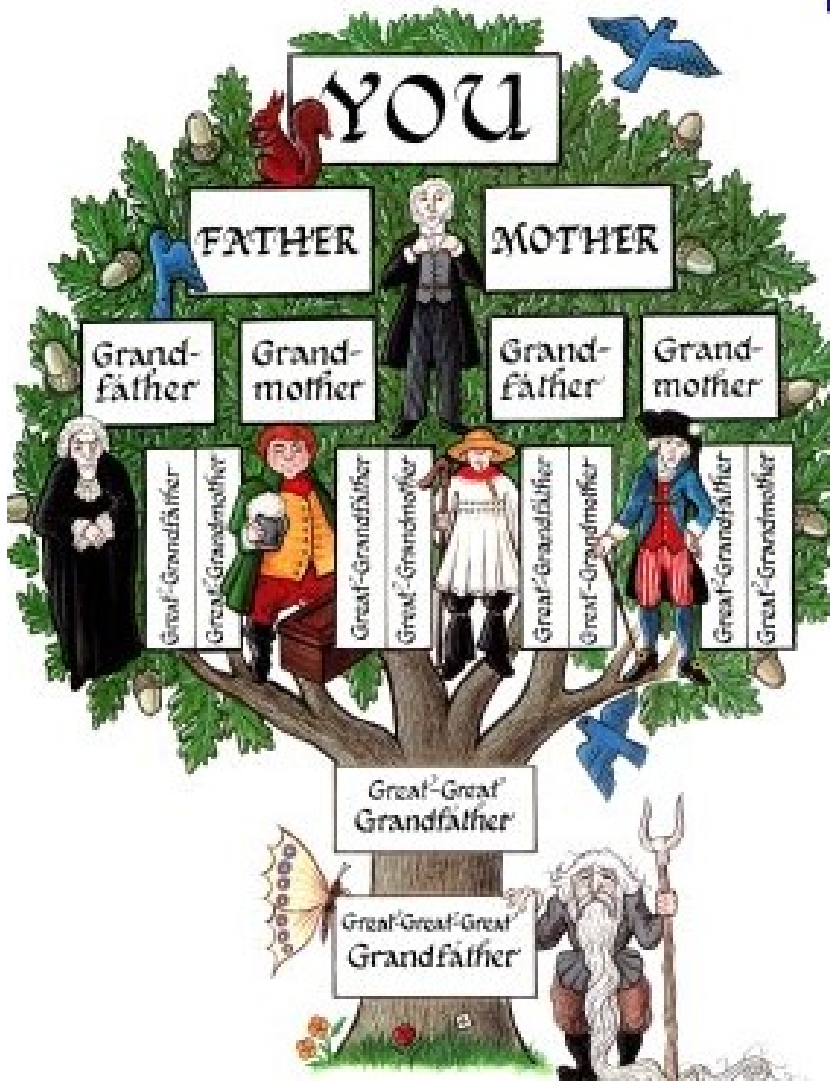 YOU
FATHER
MOTHER
Grand-
father
Grand-
mother
Grand-
father
Grand-
mother
Great-Grandfather
Great-Grandmother
Great-Grandfather
Great-Grandmother
Great-Grandfather
Great-Grandmother
Great-Grandfather
Great-Grandmother
Great-Great
Grandfather
Great-Great-Great
Grandfather